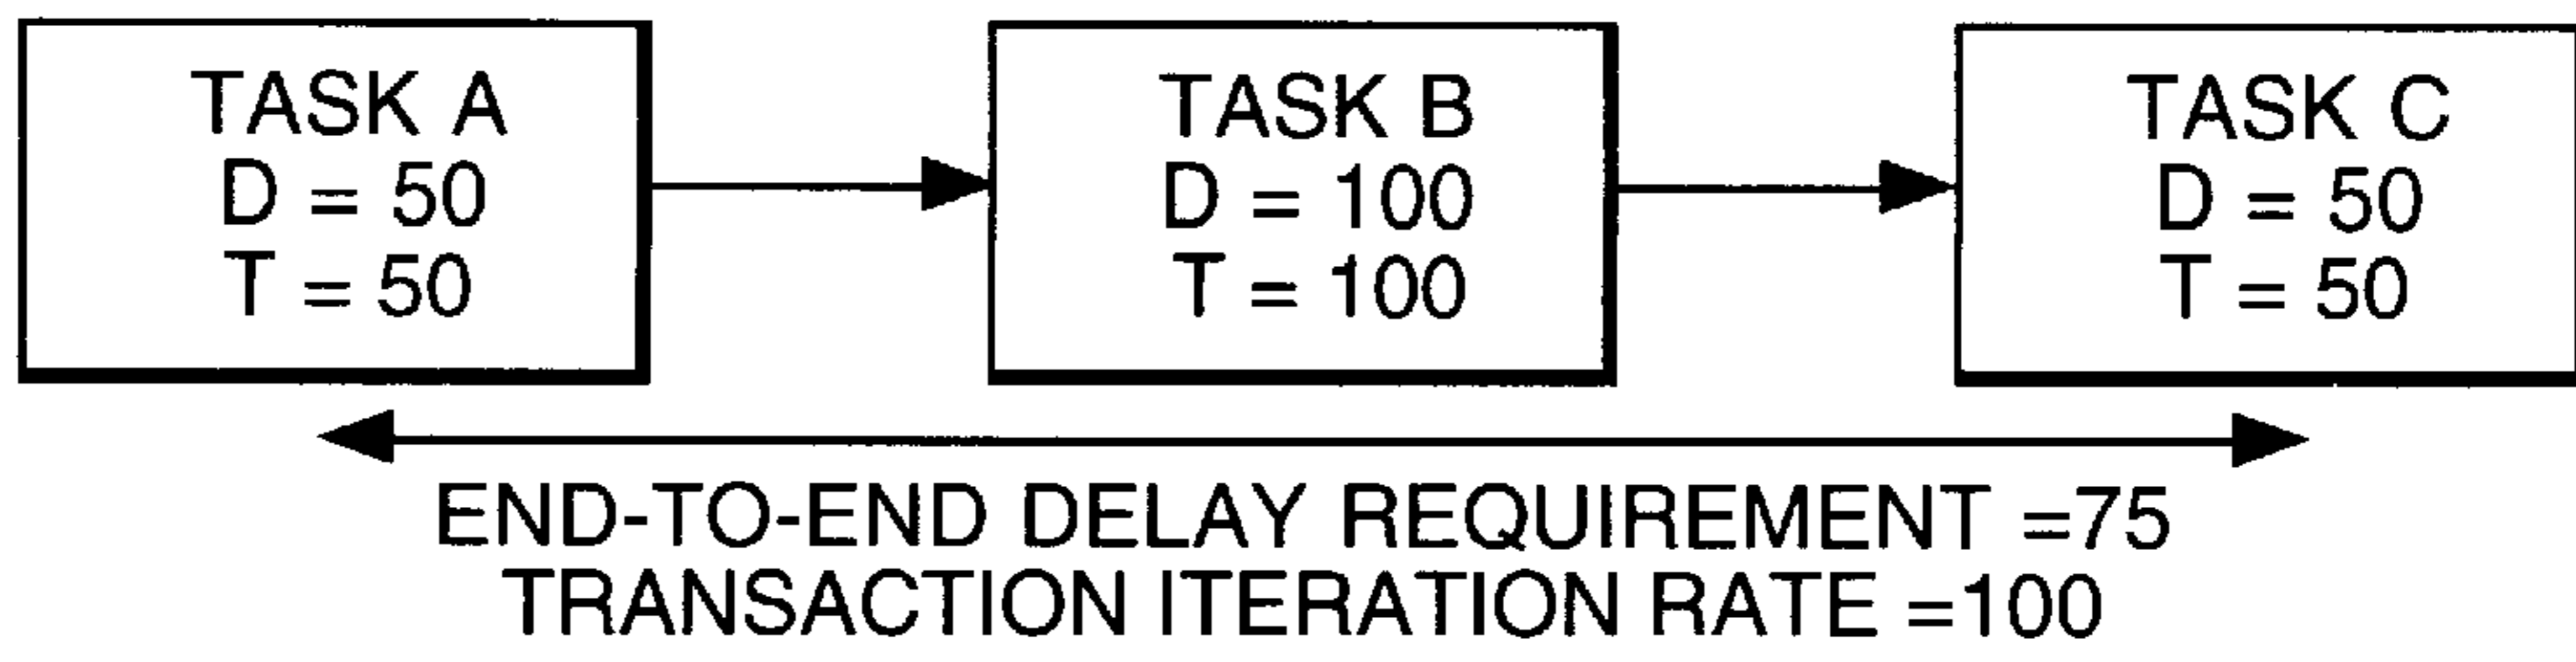 TASK A
D = 50
T = 50
TASK B
D = 100
T = 100
TASK C
D = 50
T = 50
END-TO-END DELAY REQUIREMENT =75
TRANSACTION ITERATION RATE =100